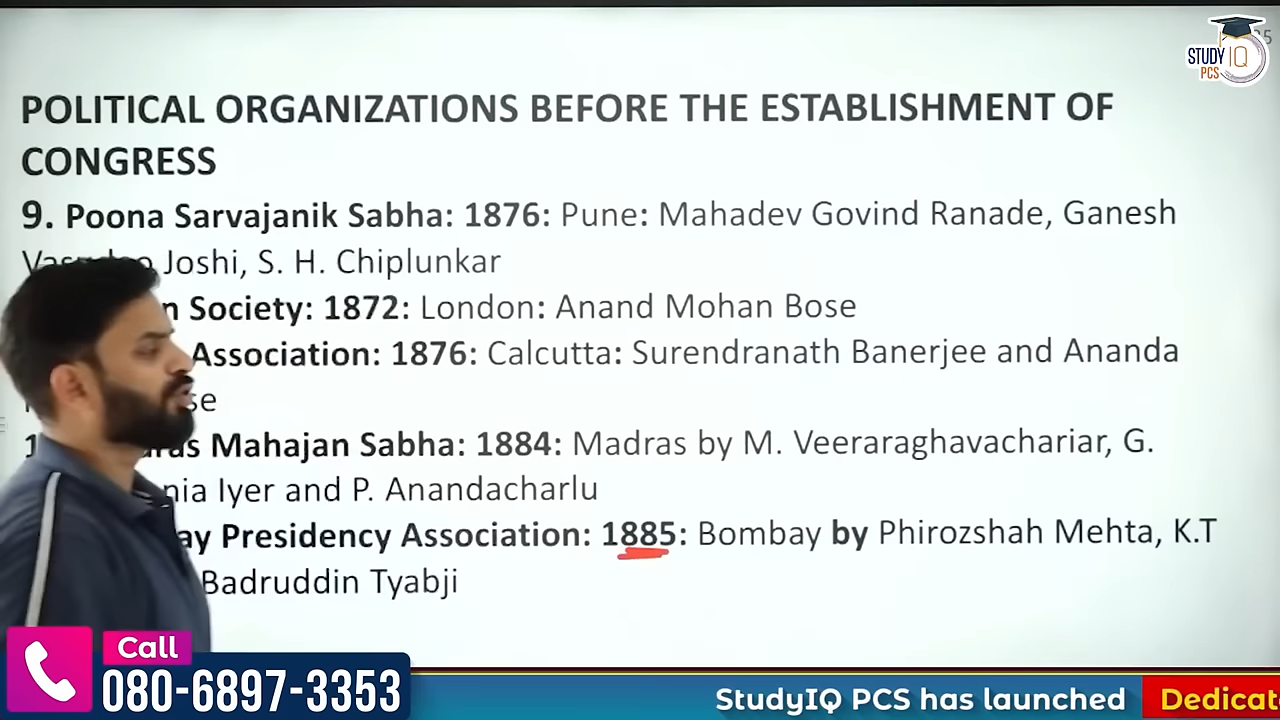 STUDY IQ
PCS
POLITICAL ORGANIZATIONS BEFORE THE ESTABLISHMENT OF
CONGRESS
9. Poona Sarvajanik Sabha: 1876: Pune: Mahadev Govind Ranade, Ganesh
Joshi, S. H. Chiplunkar
Society: 1872: London: Anand Mohan Bose
Association: 1876: Calcutta: Surendranath Banerjee and Ananda
Mahajan Sabha: 1884: Madras by M. Veeraraghavachariar, G.
Iyer and P. Anandacharlu
Presidency Association: 1885: Bombay by Phirozshah Mehta, K.T
Badruddin Tyabji
Call
080-6897-3353
StudyIQ PCS has launched Dedicat